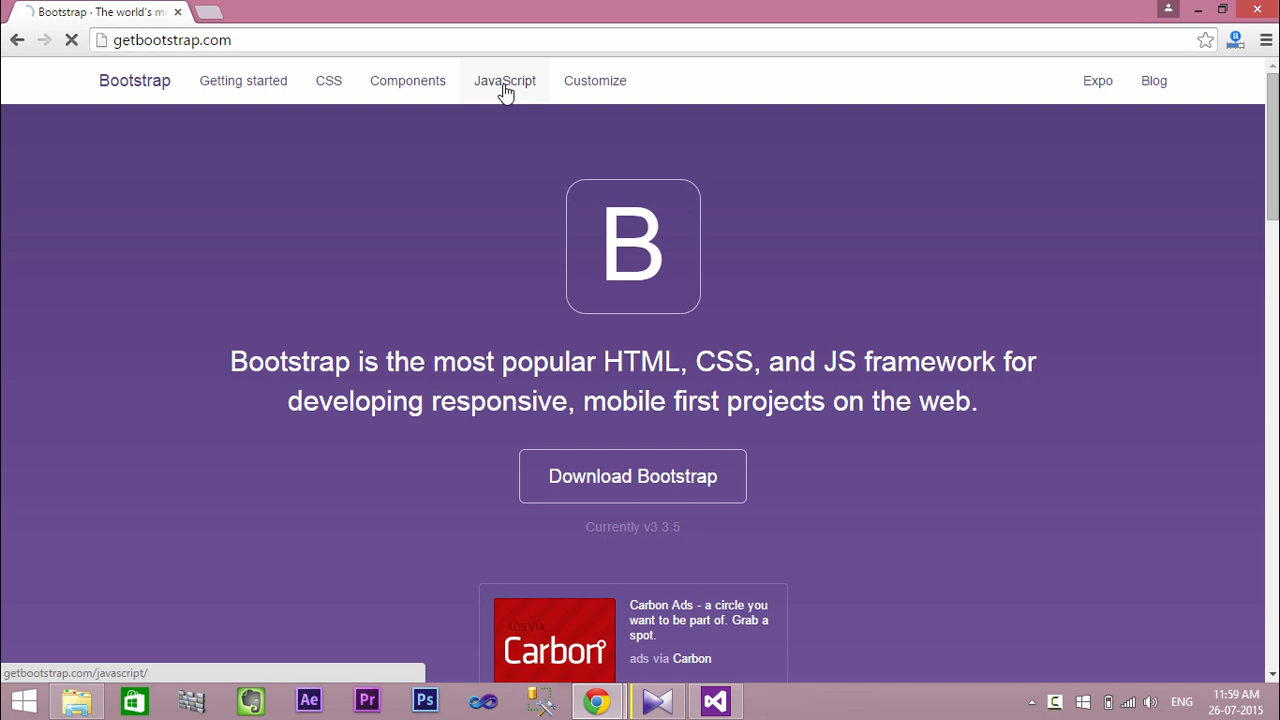 Bootstrap · The world's m
getbootstrap.com
Bootstrap Getting started CSS Components JavaScript Customize Expo Blog
B
Bootstrap is the most popular HTML, CSS, and JS framework for
developing responsive, mobile first projects on the web.
Download Bootstrap
Currently v3.3.5
ADS VIA
Carbon
Carbon Ads - a circle you
want to be part of. Grab a
spot.
ads via Carbon
getbootstrap.com/javascript/
Ae Pr Ps
ENG
11:59 AM
26-07-2015